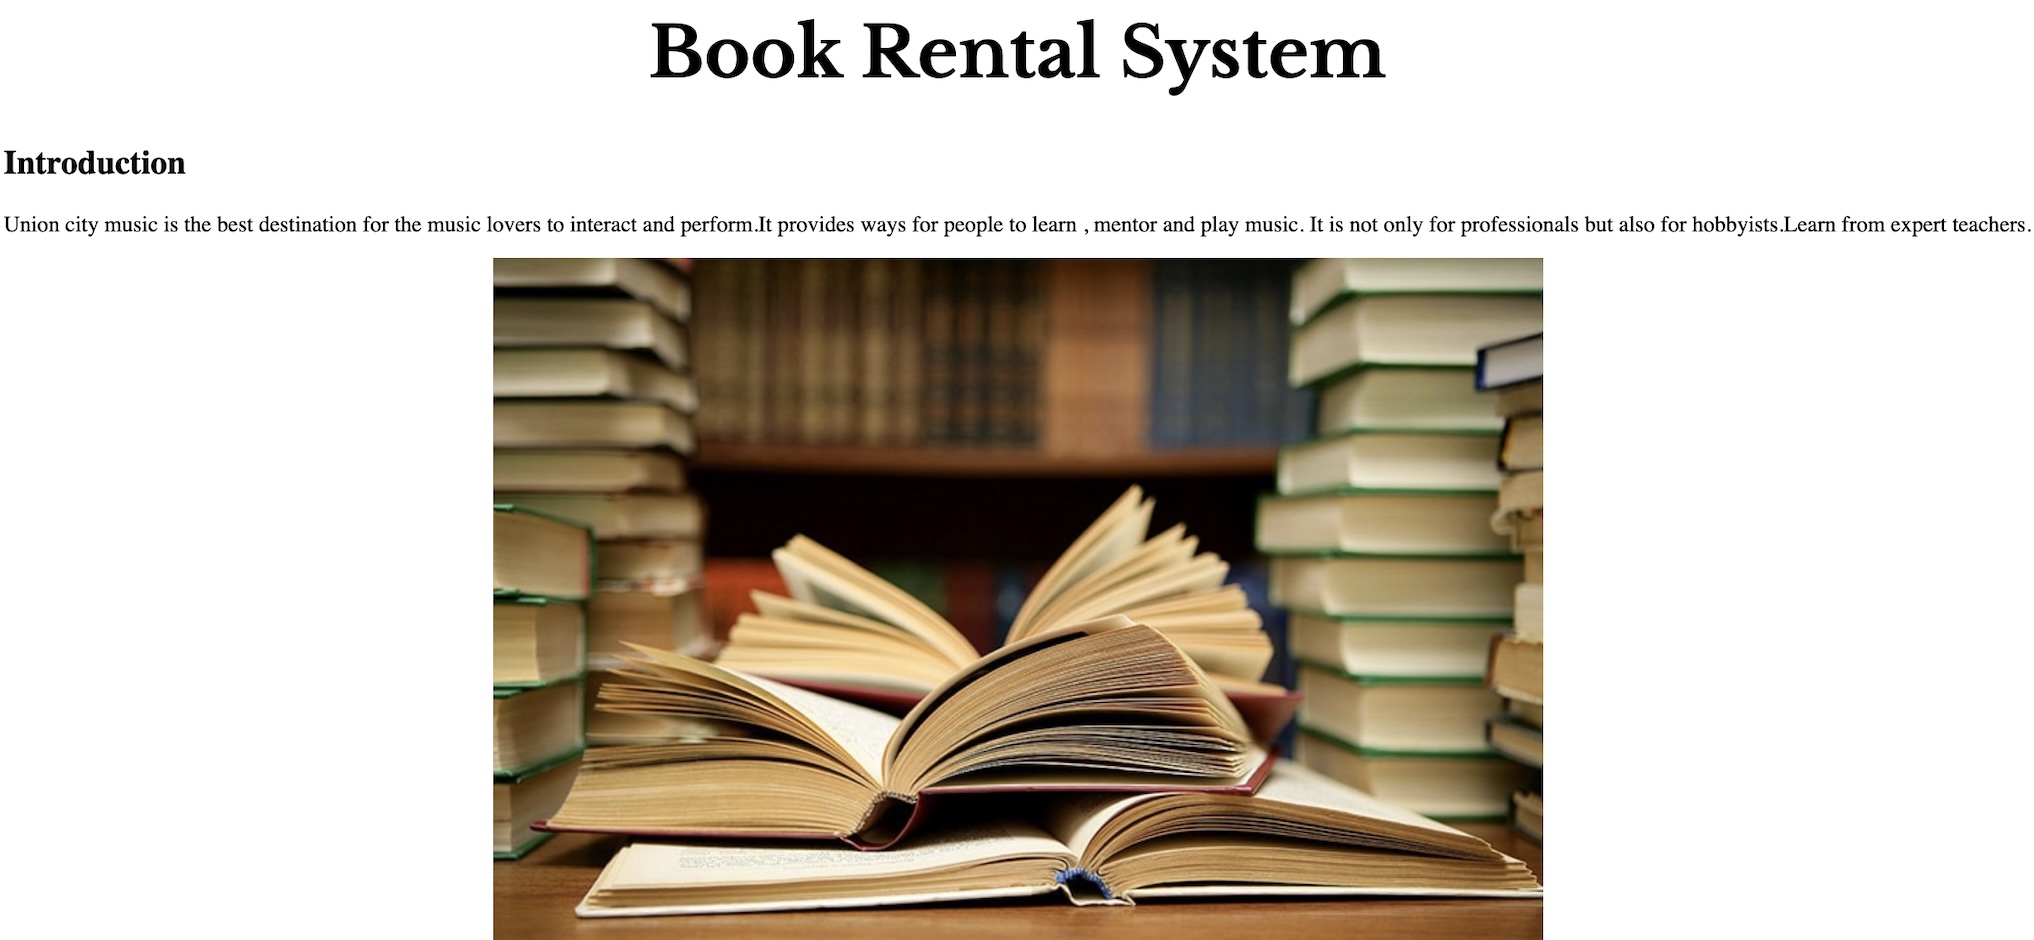 Book Rental System
Introduction
Union city music is the best destination for the music lovers to interact and perform.It provides ways for people to learn , mentor and play music. It is not only for professionals but also for hobbyists.Learn from expert teachers.